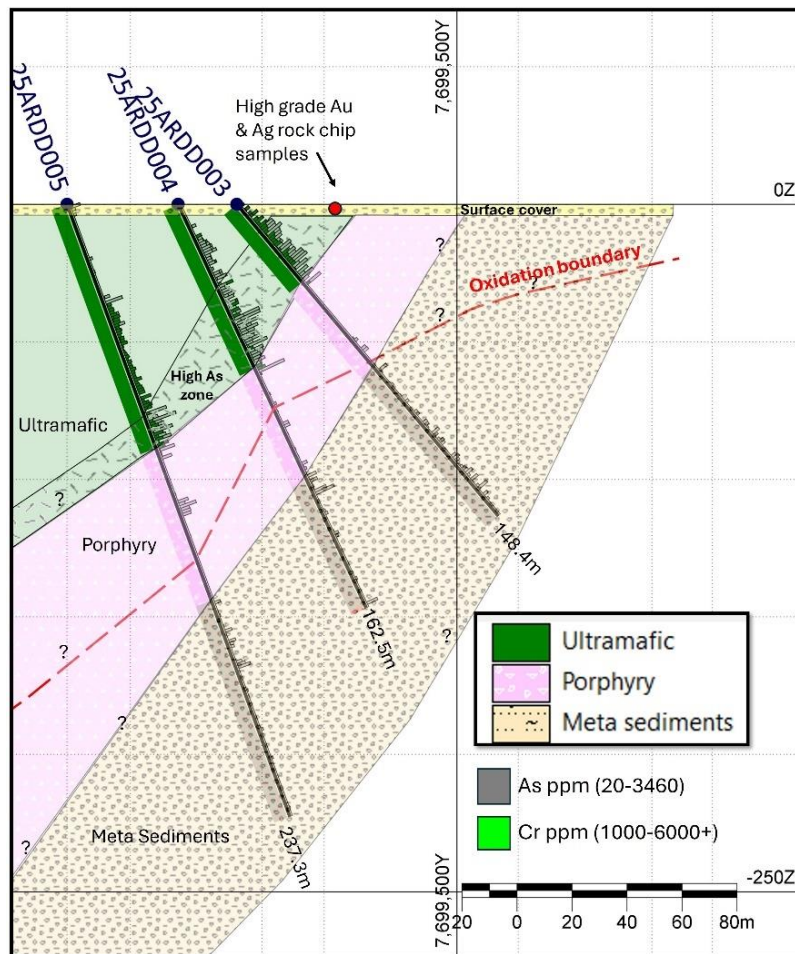 25ARDD005
25ARDD004
25ARDD003
High grade Au
& Ag rock chip
samples
7,699,500Y
0Z
Surface cover
?
Oxidation boundary
?
?
High As
zone
Ultramafic
?
Porphyry
148.4m
162.5m
?
?
?
Meta Sediments
?
237.3m
Ultramafic
Porphyry
Meta sediments
As ppm (20-3460)
Cr ppm (1000-6000+)
7,699,500Y
-250Z
20 0 20 40 60 80m